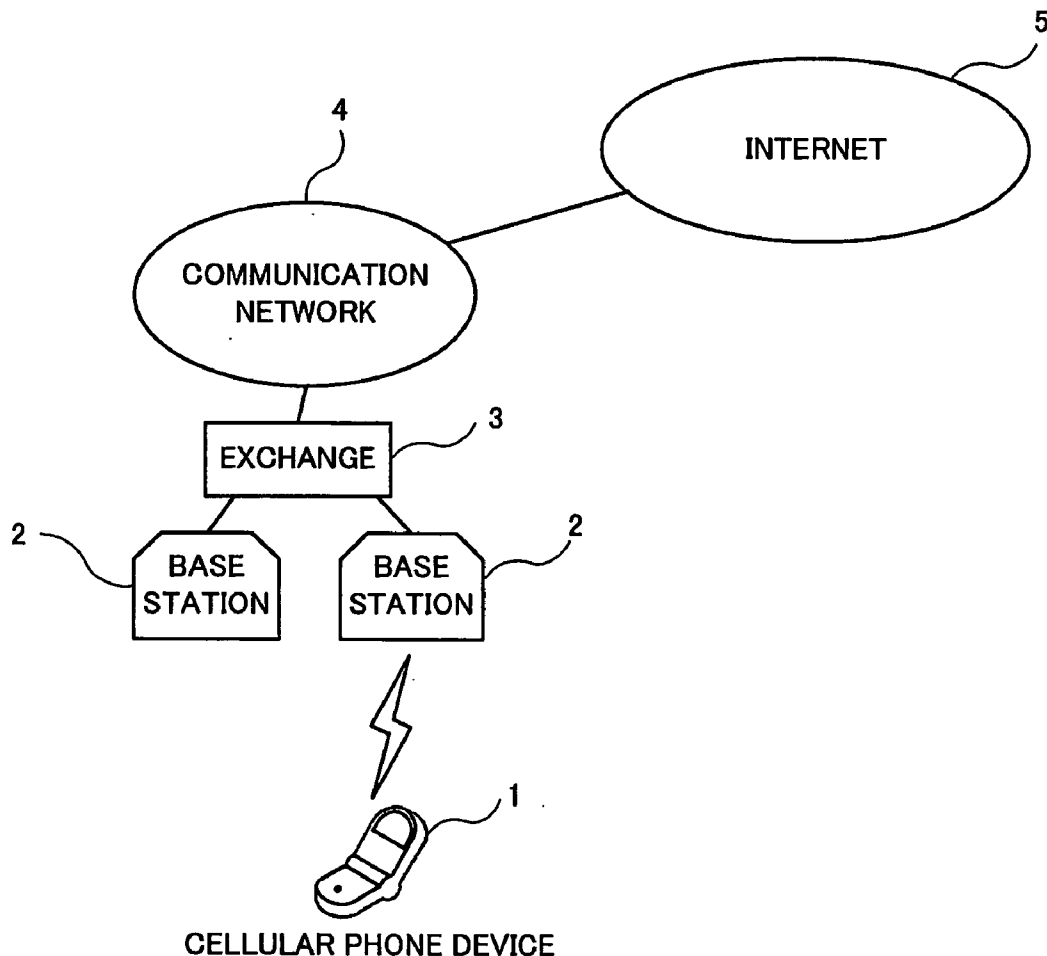 5
4
INTERNET
COMMUNICATION
NETWORK
3
EXCHANGE
2
2
BASE
STATION
BASE
STATION
1
CELLULAR PHONE DEVICE